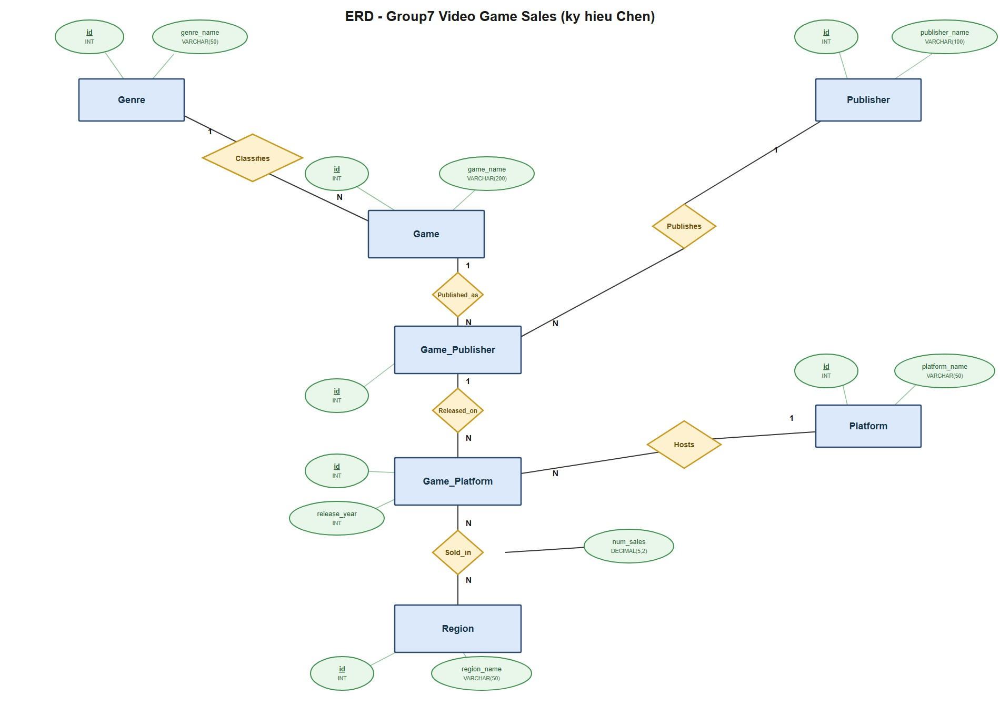 ERD - Group7 Video Game Sales (ky hieu Chen)
id
INT
genre_name
VARCHAR(50)
id
INT
publisher_name
VARCHAR(100)
Genre
Publisher
1
1
Classifies
id
INT
game_name
VARCHAR(200)
N
Game
Publishes
1
Published_as
N
N
Game_Publisher
id
INT
platform_name
VARCHAR(50)
1
id
INT
Released_on
1
Platform
N
Hosts
id
INT
N
Game_Platform
release_year
INT
N
num_sales
DECIMAL(5,2)
Sold_in
N
Region
id
INT
region_name
VARCHAR(50)